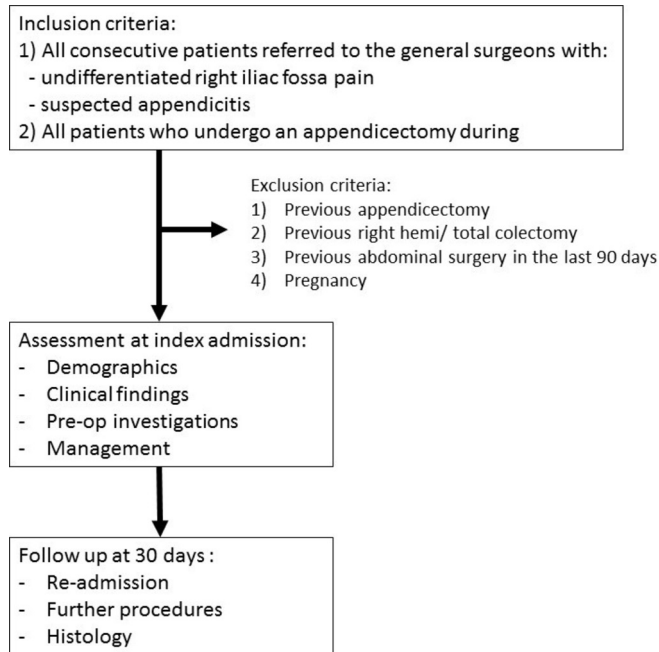 Inclusion criteria:
1) All consecutive patients referred to the general surgeons with:
- undifferentiated right iliac fossa pain
- suspected appendicitis
2) All patients who undergo an appendicectomy during
Exclusion criteria:
1) Previous appendicectomy
2) Previous right hemi/ total colectomy
3) Previous abdominal surgery in the last 90 days
4) Pregnancy
Assessment at index admission:
- Demographics
- Clinical findings
- Pre-op investigations
- Management
Follow up at 30 days :
- Re-admission
- Further procedures
- Histology